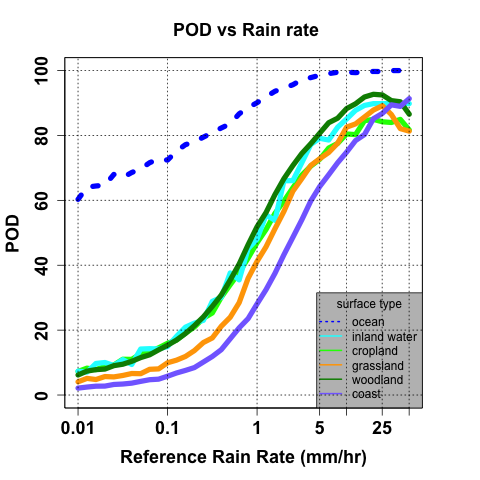 POD vs Rain rate
100
80
60
40
20
0
POD
surface type
ocean
inland water
cropland
grassland
woodland
coast
0.01 0.1 1 5 25
Reference Rain Rate (mm/hr)